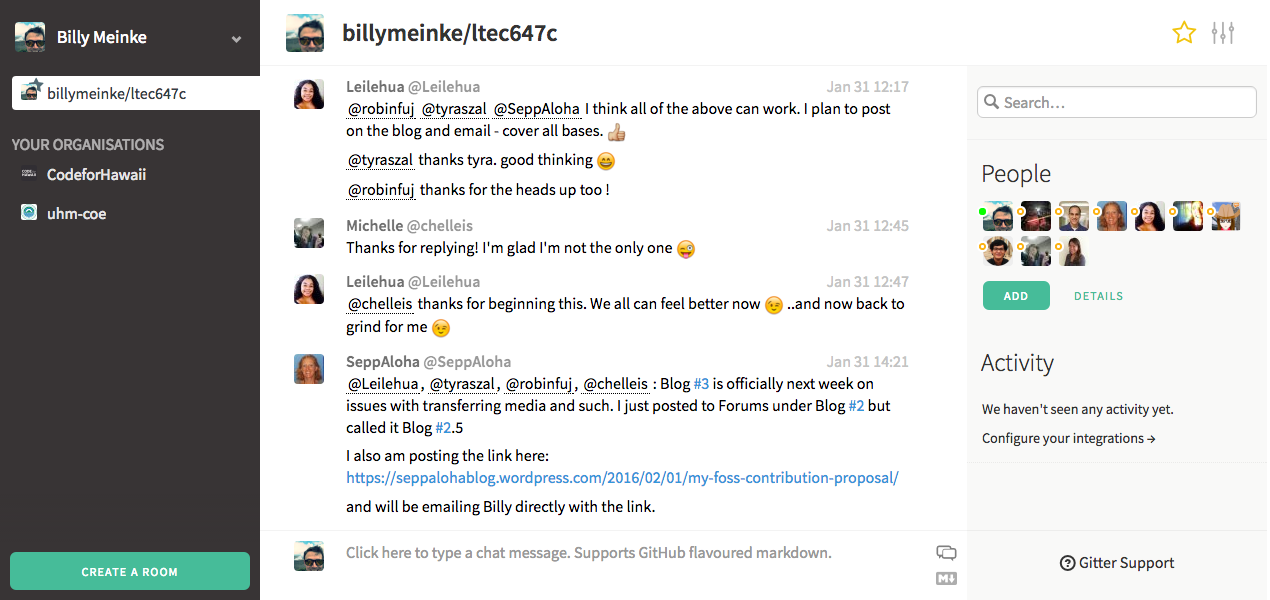 Billy Meinke
billymeinke/ltec647c
YOUR ORGANISATIONS
CodeforHawaii
uhm-coe
CREATE A ROOM
billymeinke/ltec647c
Leilehua @Leilehua Jan 31 12:17
@robinfuj @tyraszal @SeppAloha I think all of the above can work. I plan to post
on the blog and email - cover all bases. 👍
@tyraszal thanks tyra. good thinking 😄
@robinfuj thanks for the heads up too !
Michelle @chelleis Jan 31 12:45
Thanks for replying! I'm glad I'm not the only one 😜
Leilehua @Leilehua Jan 31 12:47
@chelleis thanks for beginning this. We all can feel better now 😉 ..and now back to
grind for me 😉
SeppAloha @SeppAloha Jan 31 14:21
@Leilehua, @tyraszal, @robinfuj, @chelleis : Blog #3 is officially next week on
issues with transferring media and such. I just posted to Forums under Blog #2 but
called it Blog #2.5
I also am posting the link here:
https://seppalohablog.wordpress.com/2016/02/01/my-foss-contribution-proposal/
and will be emailing Billy directly with the link.
Click here to type a chat message. Supports GitHub flavoured markdown.
Search...
People
ADD DETAILS
Activity
We haven't seen any activity yet.
Configure your integrations →
Gitter Support